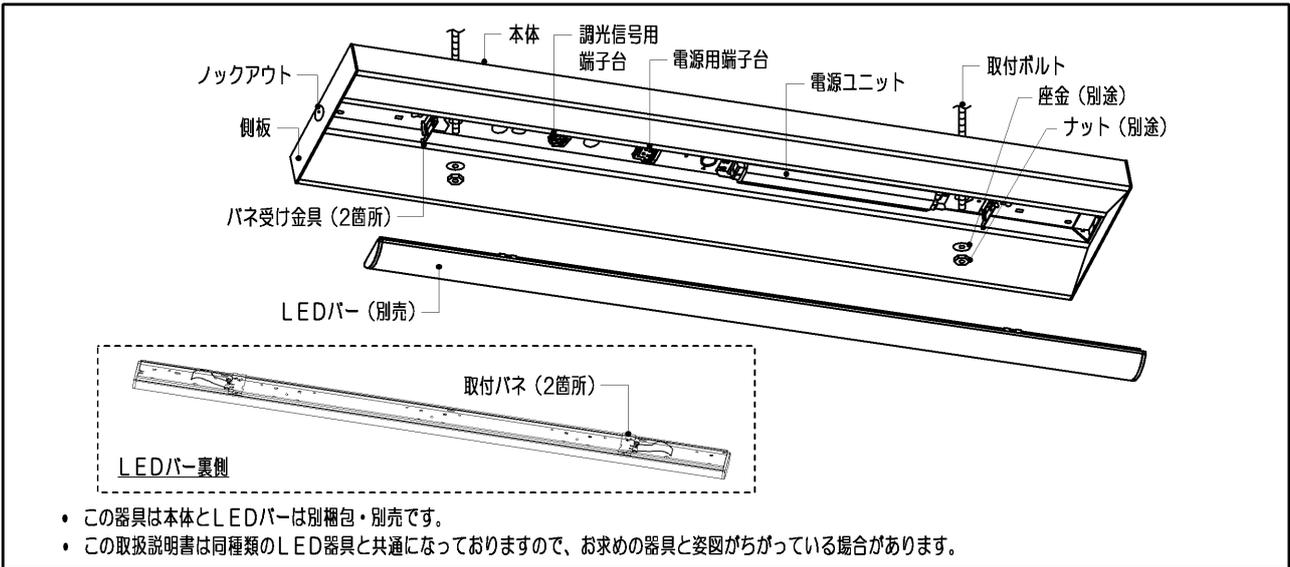 本体
調光信号用
端子台
電源用端子台
電源ユニット
取付ボルト
座金（別途）
ナット（別途）
ノックアウト
側板
バネ受け金具（2箇所）
LEDバー（別売）
取付バネ（2箇所）
LEDバー裏側
• この器具は本体とLEDバーは別梱包・別売です。
• この取扱説明書は同種類のLED器具と共通になっておりますので、お求めの器具と姿図がちがっている場合があります。